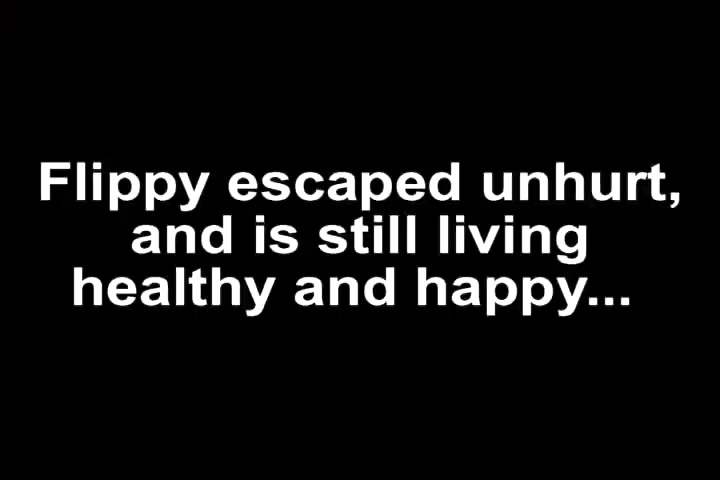 Flippy escaped unhurt,
and is still living
healthy and happy...